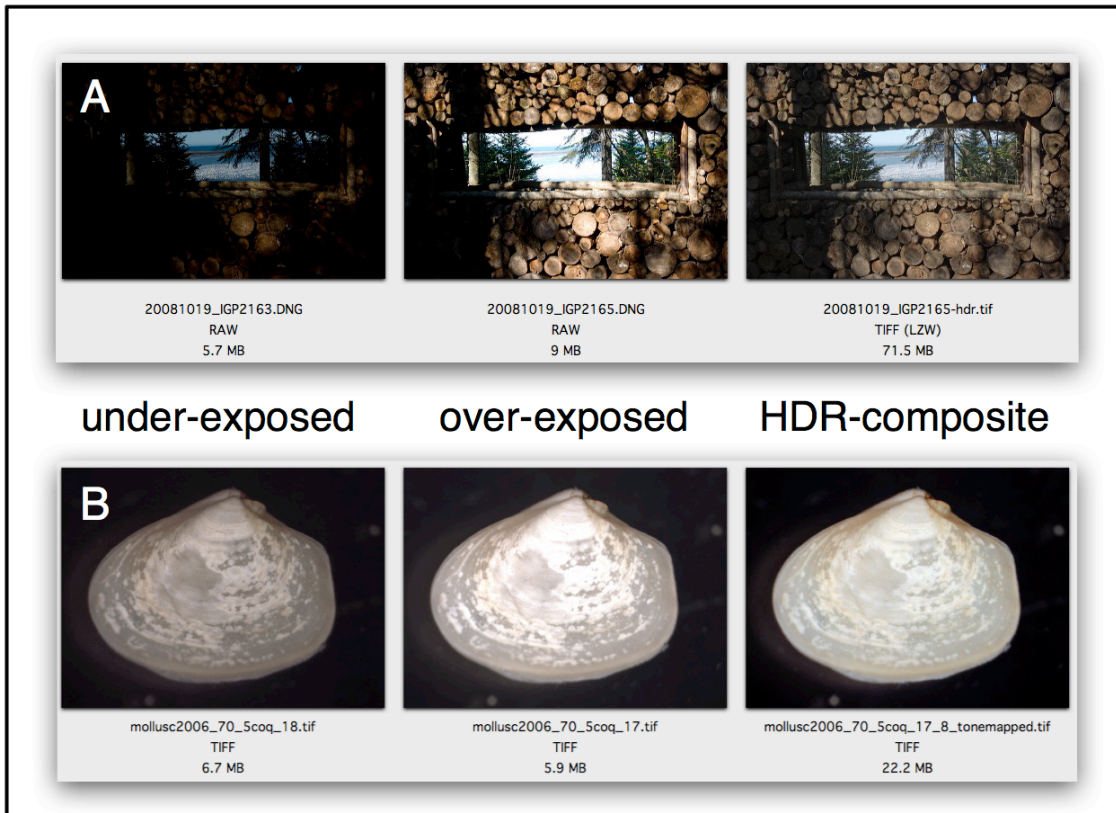 A
20081019_IGP2163.DNG
RAW
5.7 MB
20081019_IGP2165.DNG
RAW
9 MB
20081019_IGP2165-hdr.tif
TIFF (LZW)
71.5 MB
under-exposed
over-exposed
HDR-composite
B
mollusc2006_70_5coq_18.tif
TIFF
6.7 MB
mollusc2006_70_5coq_17.tif
TIFF
5.9 MB
mollusc2006_70_5coq_17_8_tonemapped.tif
TIFF
22.2 MB